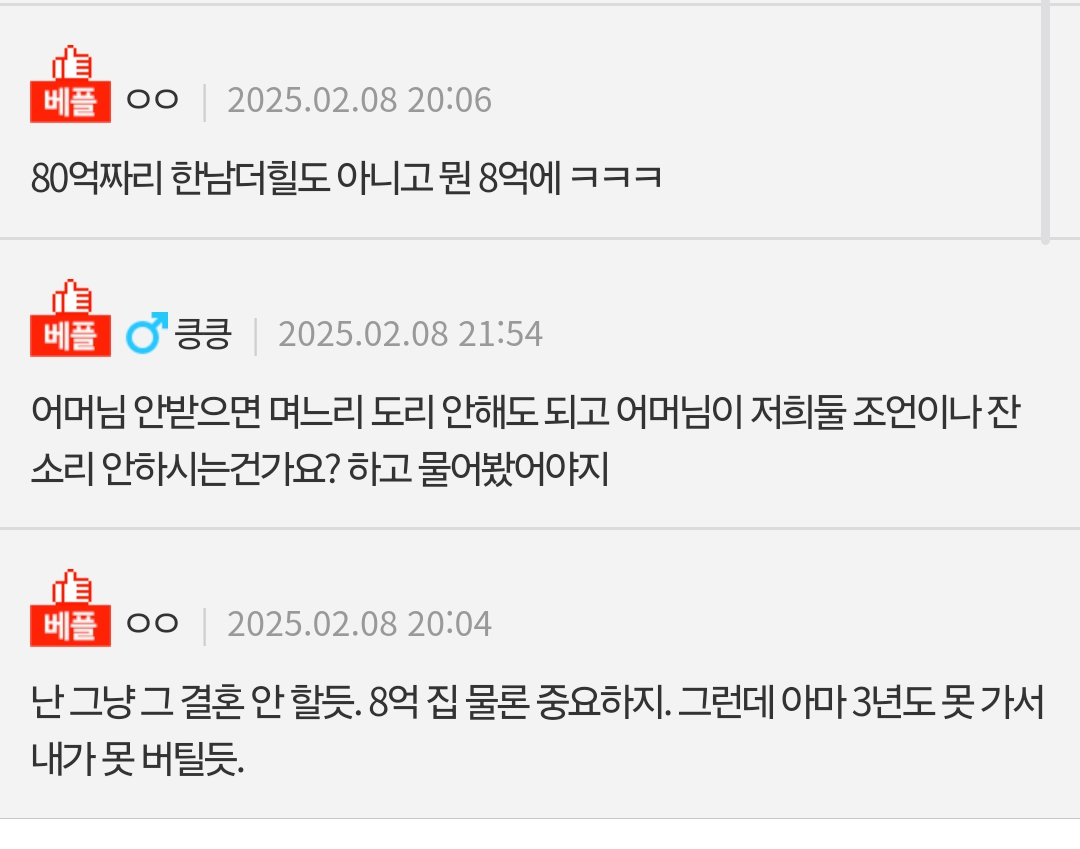 베플 ㅇㅇ | 2025.02.08 20:06
80억짜리 한남더힐도 아니고 뭔 8억에 ㅋㅋㅋ
베플 킁킁 | 2025.02.08 21:54
어머님 안받으면 며느리 도리 안해도 되고 어머님이 저희둘 조언이나 잔
소리 안하시는건가요? 하고 물어봤어야지
베플 ㅇㅇ | 2025.02.08 20:04
난 그냥 그 결혼 안 할듯. 8억 집 물론 중요하지. 그런데 아마 3년도 못 가서
내가 못 버틸듯.